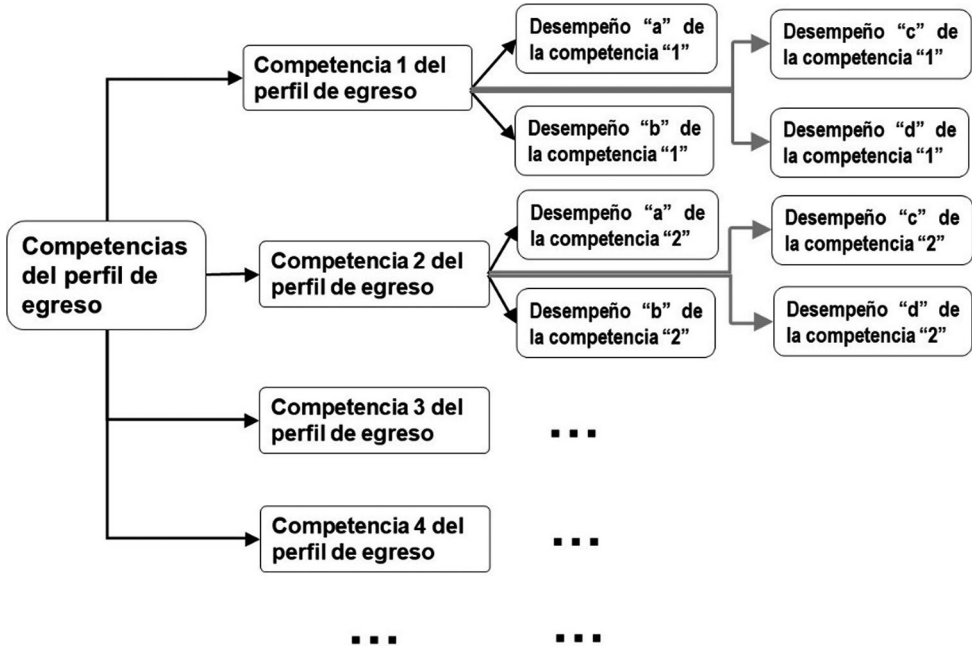 Competencias
del perfil de
egreso
Competencia 1 del
perfil de egreso
Desempeño “a” de
la competencia “1”
Desempeño “b” de
la competencia “1”
Desempeño “c” de
la competencia “1”
Desempeño “d” de
la competencia “1”
Competencia 2 del
perfil de egreso
Desempeño “a” de
la competencia “2”
Desempeño “b” de
la competencia “2”
Desempeño “c” de
la competencia “2”
Desempeño “d” de
la competencia “2”
Competencia 3 del
perfil de egreso
...
Competencia 4 del
perfil de egreso
...
... ...